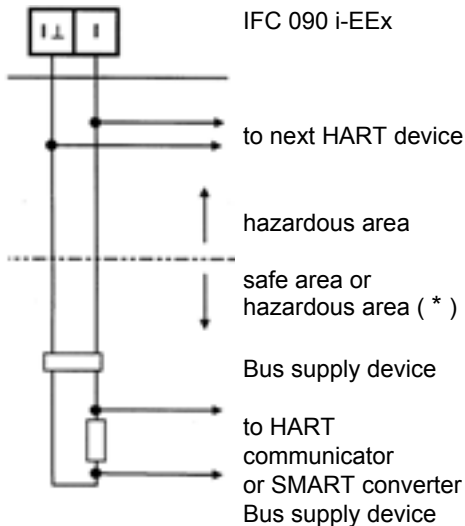 IFC 090 i-EEx
I⊥ I
to next HART device
hazardous area
safe area or
hazardous area ( * )
Bus supply device
to HART
communicator
or SMART converter
Bus supply device